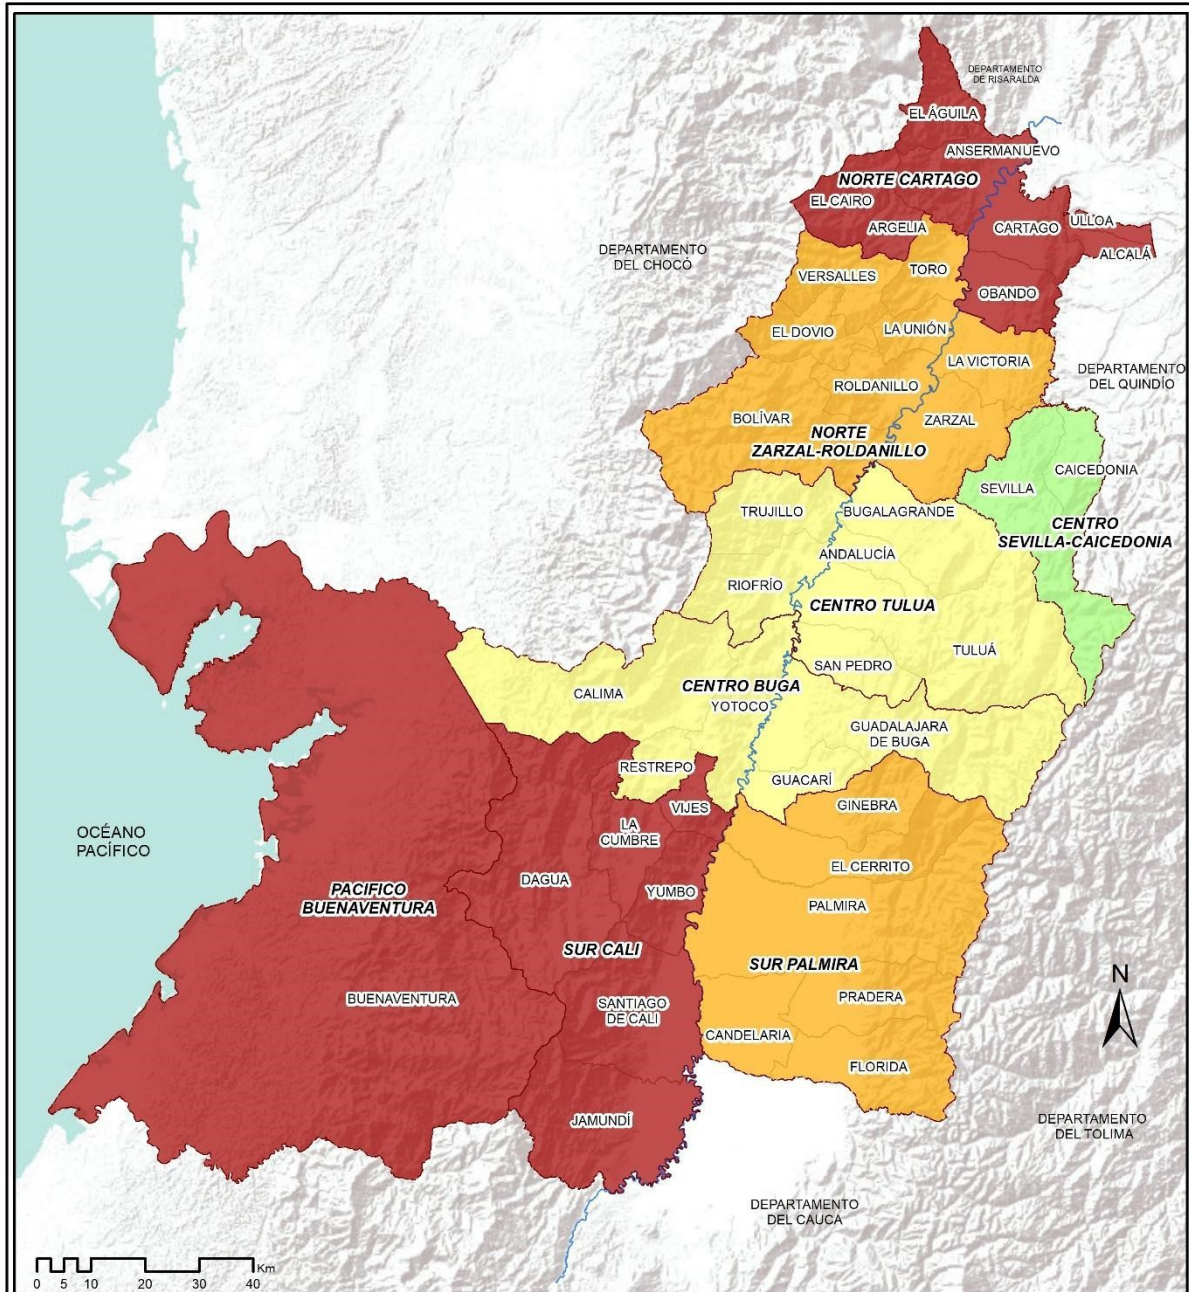 DEPARTAMENTO
DE RISARALDA
EL ÁGUILA
ANSERMANUEVO
NORTE CARTAGO
EL CAIRO
ARGELIA
CARTAGO
ULLOA
ALCALÁ
DEPARTAMENTO
DEL CHOCÓ
VERSALLES
TORO
OBANDO
EL DOVIO
LA UNIÓN
LA VICTORIA
DEPARTAMENTO
DEL QUINDÍO
ROLDANILLO
BOLÍVAR
ZARZAL
NORTE
ZARZAL-ROLDANILLO
CAICEDONIA
SEVILLA
CENTRO
SEVILLA-CAICEDONIA
TRUJILLO
BUGALAGRANDE
ANDALUCÍA
RIOFRÍO
CENTRO TULUA
SAN PEDRO
TULUÁ
CENTRO BUGA
CALIMA
YOTOCO
GUADALAJARA
DE BUGA
RESTREPO
GUACARÍ
VIJES
GINEBRA
LA
CUMBRE
OCÉANO
PACÍFICO
EL CERRITO
DAGUA
YUMBO
PACIFICO
BUENAVENTURA
PALMIRA
SUR CALI
SUR PALMIRA
BUENAVENTURA
SANTIAGO
DE CALI
PRADERA
CANDELARIA
FLORIDA
N
JAMUNDÍ
DEPARTAMENTO
DEL TOLIMA
DEPARTAMENTO
DEL CAUCA
Km
0 5 10 20 30 40